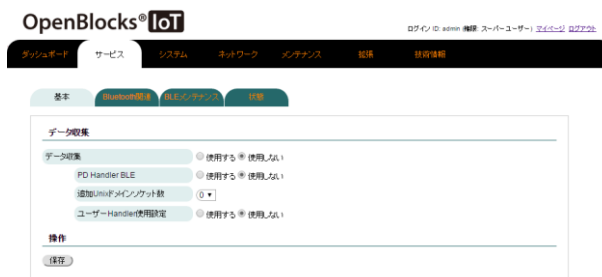 OpenBlocks® IoT
ログイン ID: admin (権限: スーパーユーザー) マイページ ログアウト
ダッシュボード サービス システム ネットワーク メンテナンス 拡張 技術情報
基本 Bluetooth関連 BLEメンテナンス 状態
データ収集
データ収集 使用する 使用しない
PD Handler BLE 使用する 使用しない
追加Unixドメインソケット数 0
ユーザーHandler使用設定 使用する 使用しない
操作
保存